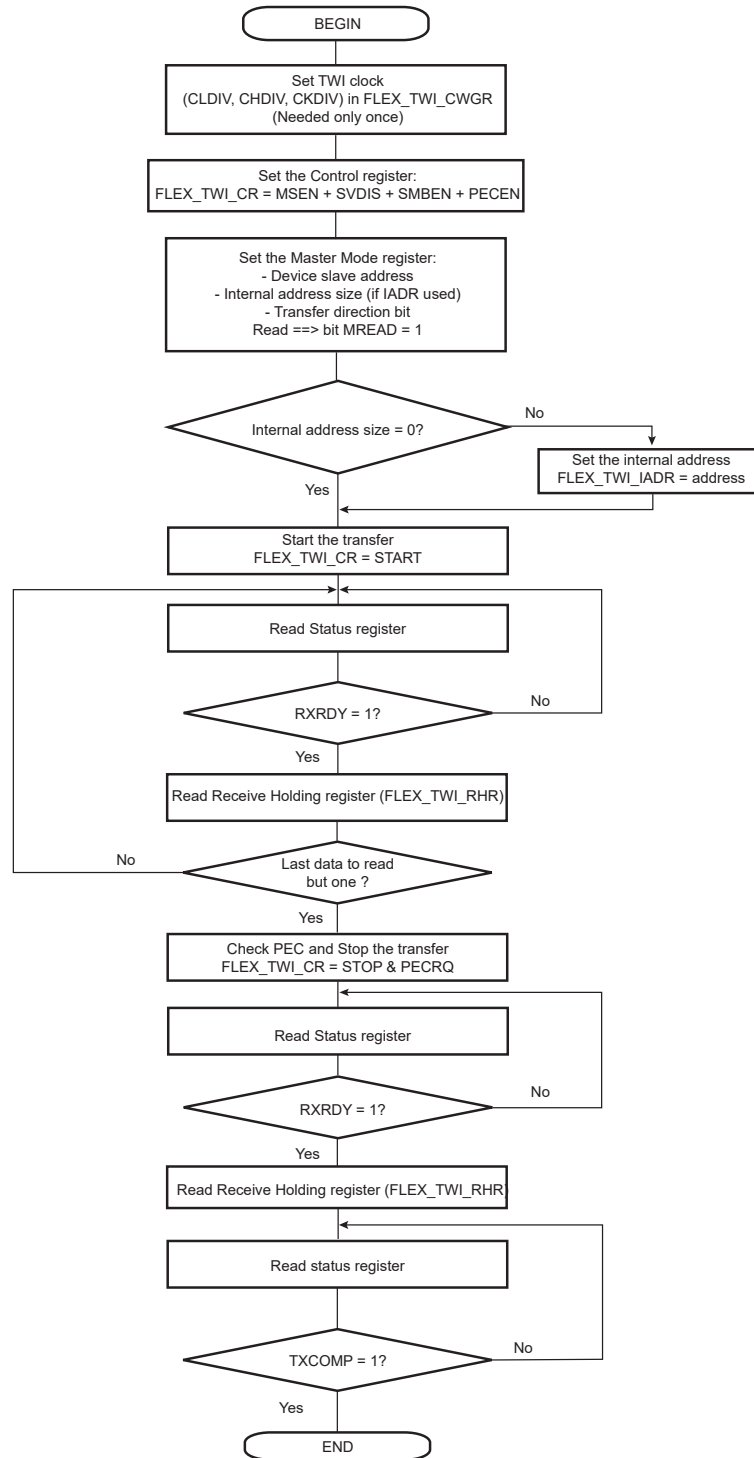 BEGIN
Set TWI clock
(CLDIV, CHDIV, CKDIV) in FLEX_TWI_CWGR
(Needed only once)
Set the Control register:
FLEX_TWI_CR = MSEN + SVDIS + SMBEN + PECEN
Set the Master Mode register:
- Device slave address
- Internal address size (if IADR used)
- Transfer direction bit
Read ==> bit MREAD = 1
Internal address size = 0?
No
Set the internal address
FLEX_TWI_IADR = address
Yes
Start the transfer
FLEX_TWI_CR = START
Read Status register
RXRDY = 1?
No
Yes
Read Receive Holding register (FLEX_TWI_RHR)
Last data to read
but one ?
No
Yes
Check PEC and Stop the transfer
FLEX_TWI_CR = STOP & PECRQ
Read Status register
RXRDY = 1?
No
Yes
Read Receive Holding register (FLEX_TWI_RHR)
Read status register
TXCOMP = 1?
No
Yes
END